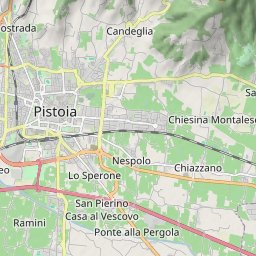 ostrada
Candeglia
Sa
Pistoia
Chiesina Montalese
Nespolo
Chiazzano
eo
Lo Sperone
San Pierino
Casa al Vescovo
Ramini
Ponte alla Pergola